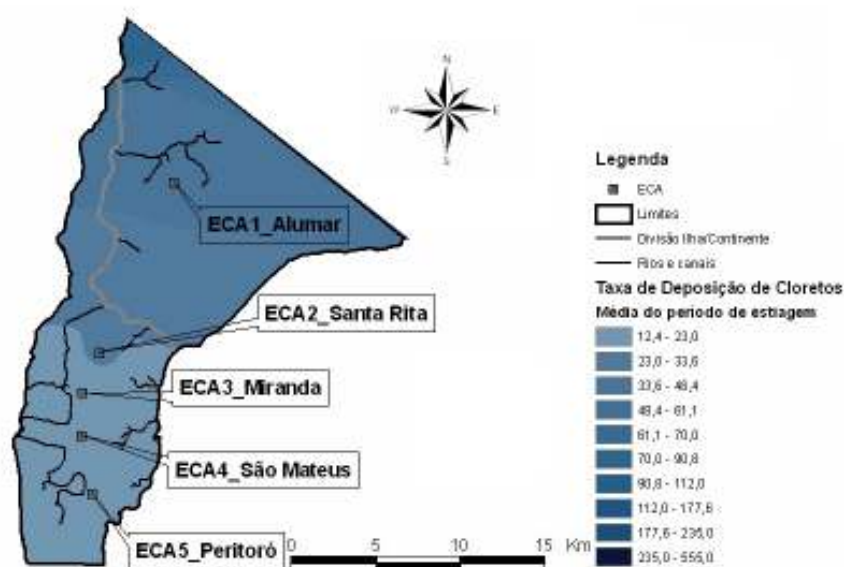 N
W
E
S
ECA1_Alumar
ECA2_Santa Rita
ECA3_Miranda
ECA4_São Mateus
ECA5_Peritoró
0 5 10 15 Km
Legenda
ECA
Limites
Divisão Ilha/Continente
Rios e canais
Taxa de Deposição de Cloretos
Média do período de estiagem
12,4 - 23,0
23,0 - 33,6
33,6 - 48,4
48,4 - 61,1
61,1 - 70,0
70,0 - 90,8
90,8 - 112,0
112,0 - 177,6
177,6 - 235,0
235,0 - 555,0